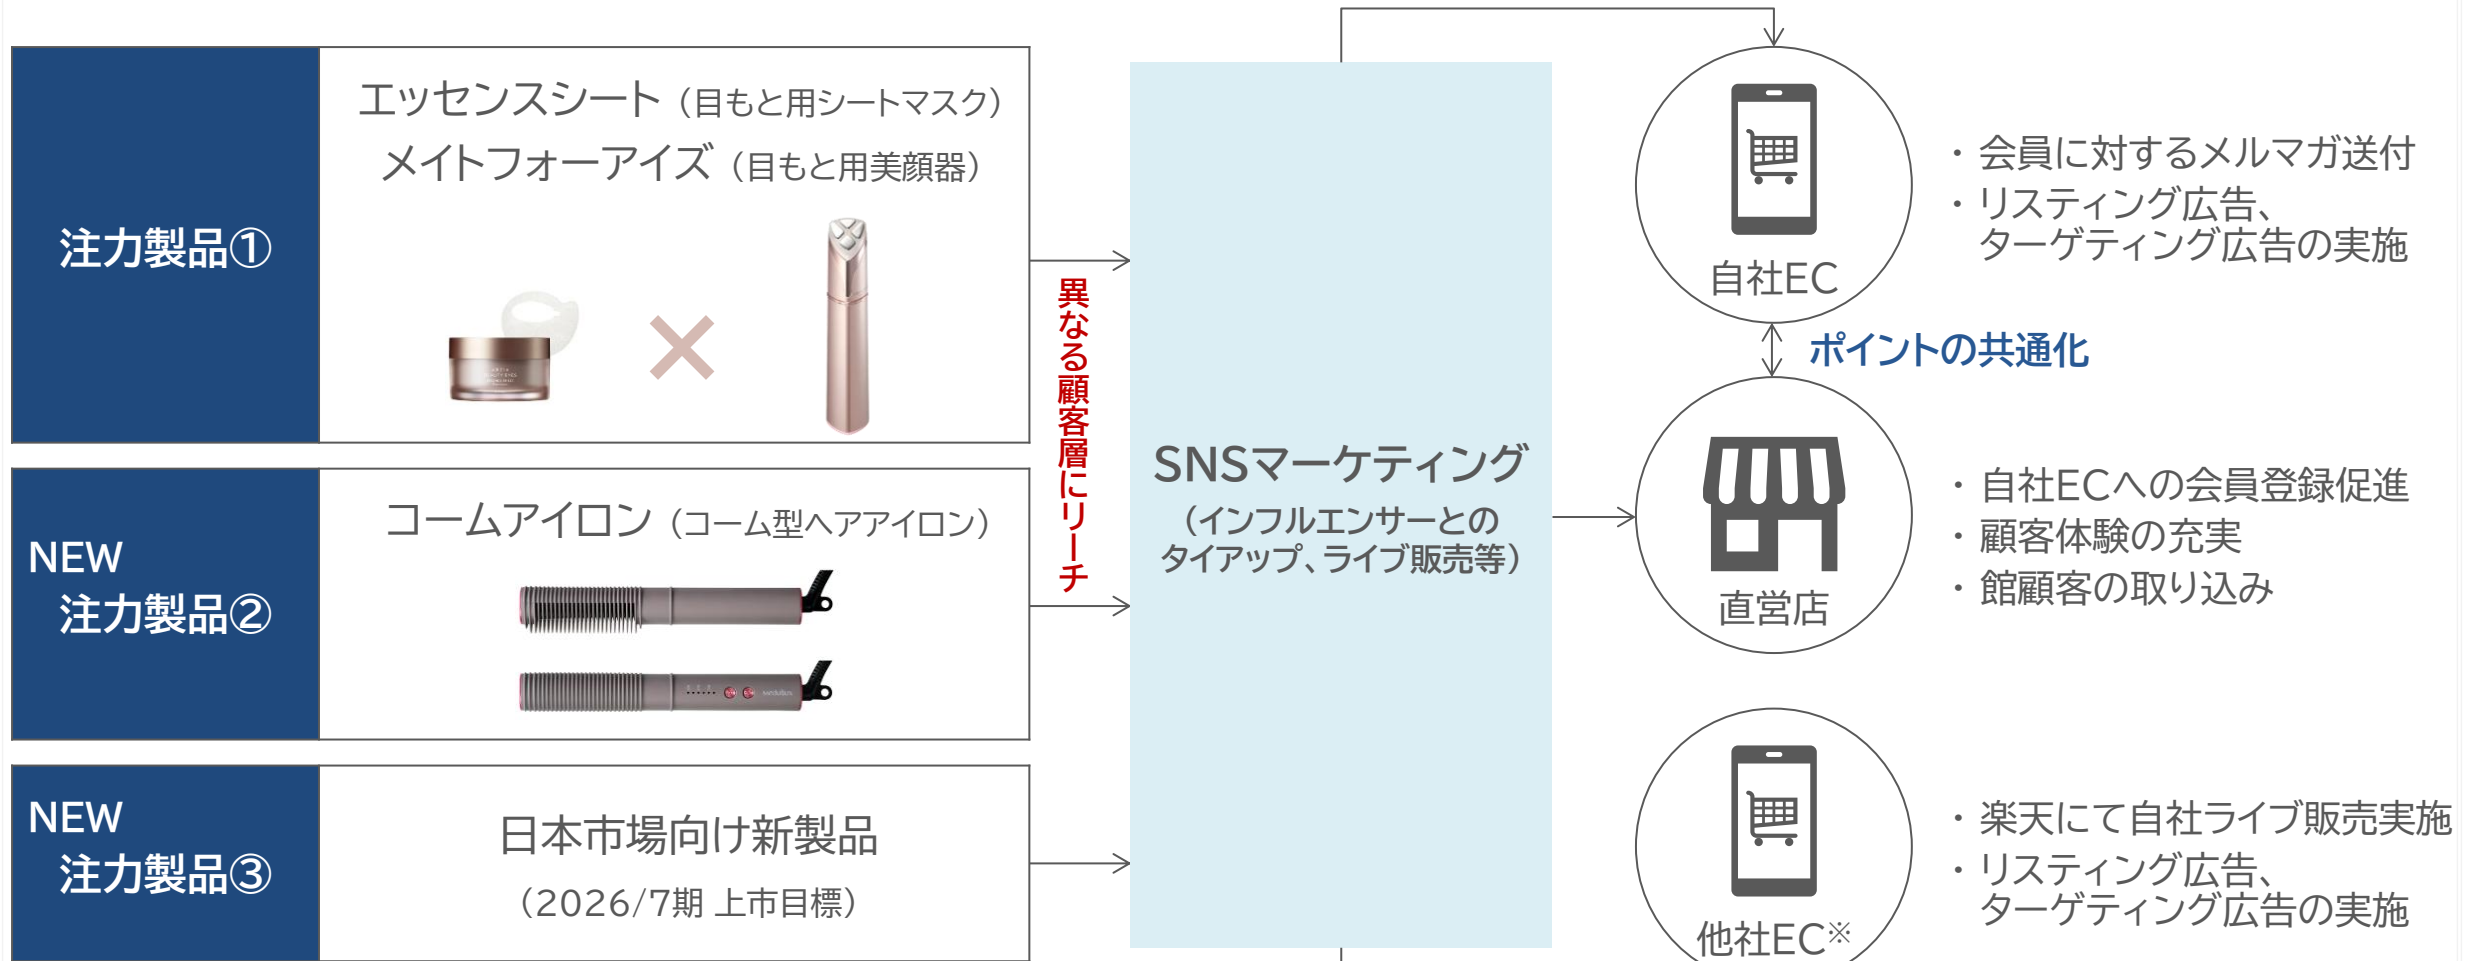 注力製品①
エッセンスシート（目もと用シートマスク）
メイトフォーアイズ（目もと用美顔器）
×
NEW
注力製品②
コームアイロン（コーム型ヘアアイロン）
NEW
注力製品③
日本市場向け新製品
（2026/7期 上市目標）
異なる顧客層にリーチ
SNSマーケティング
（インフルエンサーとの
タイアップ、ライブ販売等）
自社EC
・会員に対するメルマガ送付
・リスティング広告、
ターゲティング広告の実施
ポイントの共通化
直営店
・自社ECへの会員登録促進
・顧客体験の充実
・館顧客の取り込み
他社EC※
・楽天にて自社ライブ販売実施
・リスティング広告、
ターゲティング広告の実施